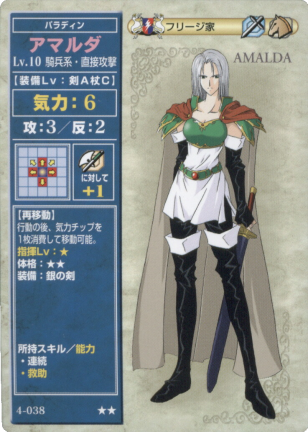 パラディン
アマルダ
Lv.10 騎兵系・直接攻撃
【装備Lv:剣A杖C】
気力:6
攻:3/反:2
に対して
+1
【再移動】
行動の後、気力チップを
1枚消費して移動可能。
指揮Lv:★
体格:★★
装備:銀の剣
所持スキル/能力
・連続
・救助
4-038
★★
フリージ家
AMALDA